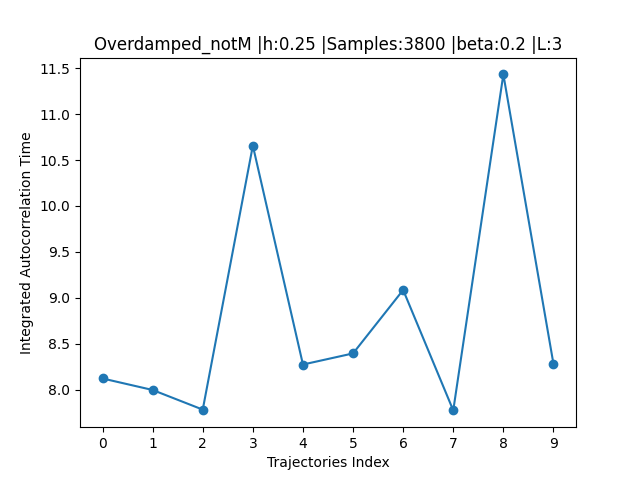 Overdamped_notM |h:0.25 |Samples:3800 |beta:0.2 |L:3
11.5
11.0
10.5
10.0
9.5
9.0
8.5
8.0
Integrated Autocorrelation Time
0 1 2 3 4 5 6 7 8 9
Trajectories Index